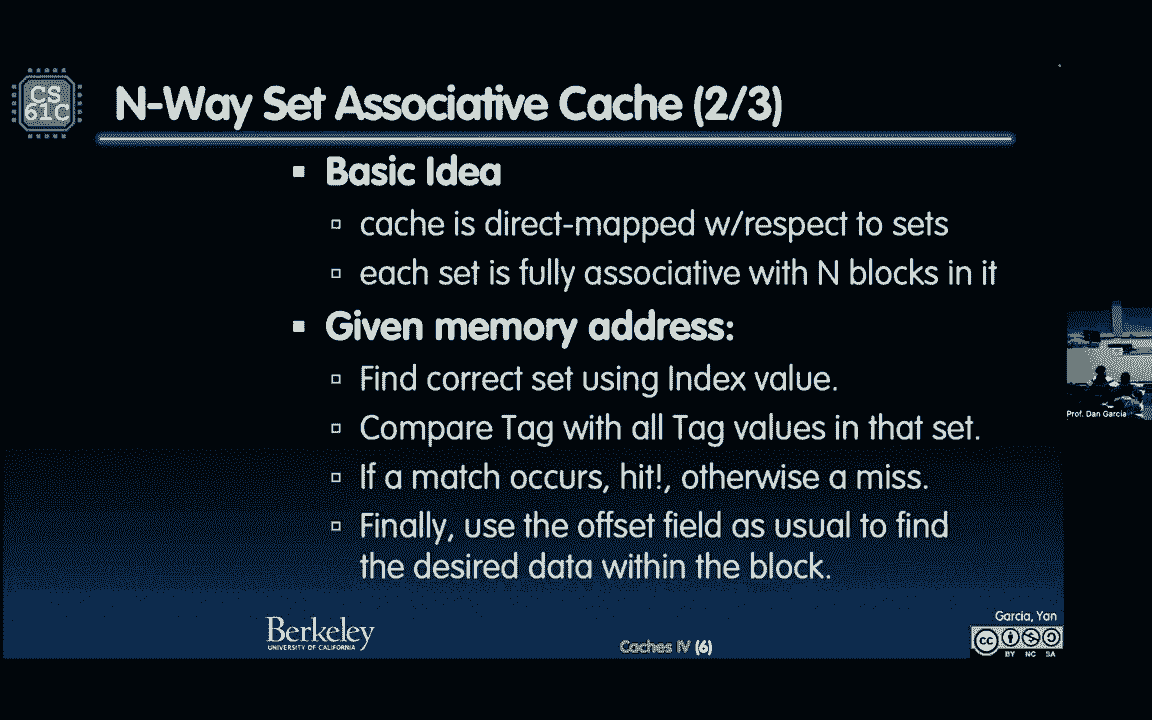 CS
61C
N-Way Set Associative Cache (2/3)
Basic Idea
cache is direct-mapped w/respect to sets
each set is fully associative with N blocks in it
Given memory address:
Find correct set using Index value.
Compare Tag with all Tag values in that set.
If a match occurs, hit!, otherwise a miss.
Finally, use the offset field as usual to find
the desired data within the block.
Prof. Dan Garcia
Garcia, Yan
Berkeley
UNIVERSITY OF CALIFORNIA
Caches IV (6)
cc
BY NC SA